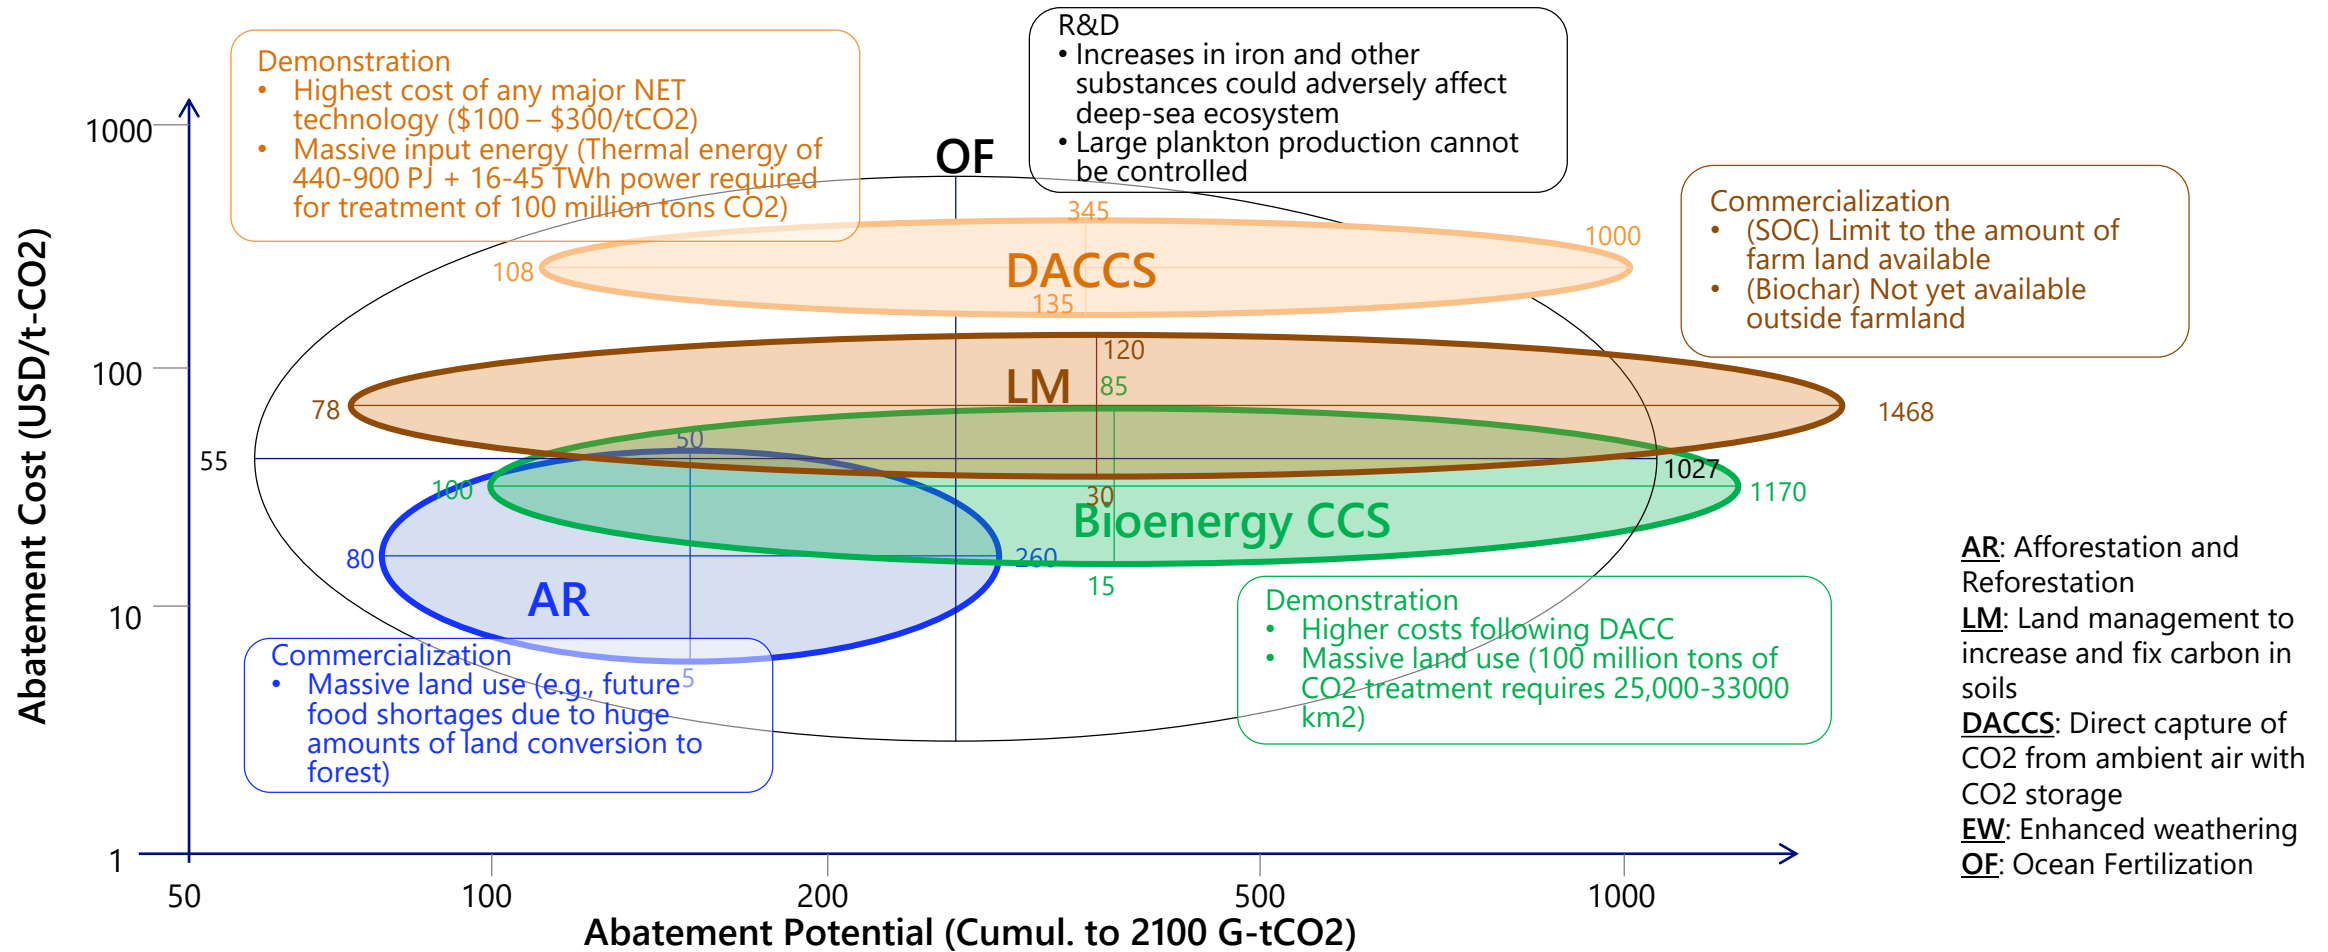 Demonstration
• Highest cost of any major NET
technology ($100 – $300/tCO2)
• Massive input energy (Thermal energy of
440-900 PJ + 16-45 TWh power required
for treatment of 100 million tons CO2)
R&D
• Increases in iron and other
substances could adversely affect
deep-sea ecosystem
• Large plankton production cannot
be controlled
Commercialization
• (SOC) Limit to the amount of
farm land available
• (Biochar) Not yet available
outside farmland
Abatement Cost (USD/t-CO2)
1000
100
10
1
OF
55
1027
345
108
1000
DACCS
135
120
LM
78
1468
30
85
100
1170
Bioenergy CCS
15
50
80
260
AR
5
Commercialization
• Massive land use (e.g., future
food shortages due to huge
amounts of land conversion to
forest)
Demonstration
• Higher costs following DACC
• Massive land use (100 million tons of
CO2 treatment requires 25,000-33000
km2)
AR: Afforestation and
Reforestation
LM: Land management to
increase and fix carbon in
soils
DACCS: Direct capture of
CO2 from ambient air with
CO2 storage
EW: Enhanced weathering
OF: Ocean Fertilization
50
100
200
500
1000
Abatement Potential (Cumul. to 2100 G-tCO2)